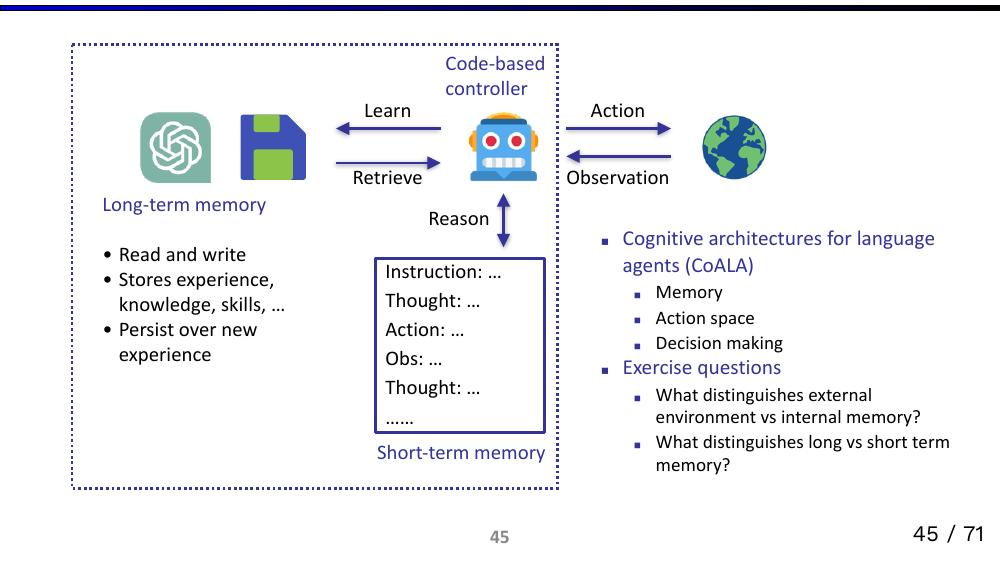 Code-based
controller
Learn
Retrieve
Action
Observation
Long-term memory
Reason
• Read and write
• Stores experience,
knowledge, skills, ...
• Persist over new
experience
Instruction: ...
Thought: ...
Action: ...
Obs: ...
Thought: ...
......
Short-term memory
▪ Cognitive architectures for language
agents (CoALA)
▪ Memory
▪ Action space
▪ Decision making
▪ Exercise questions
▪ What distinguishes external
environment vs internal memory?
▪ What distinguishes long vs short term
memory?
45
45 / 71